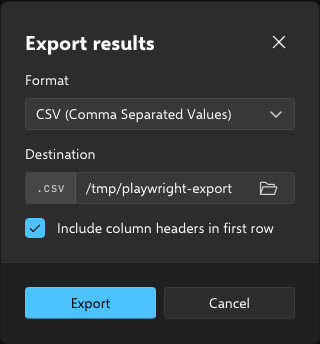 Export results
Format
CSV (Comma Separated Values)
Destination
.CSV /tmp/playwright-export
Include column headers in first row
Export Cancel